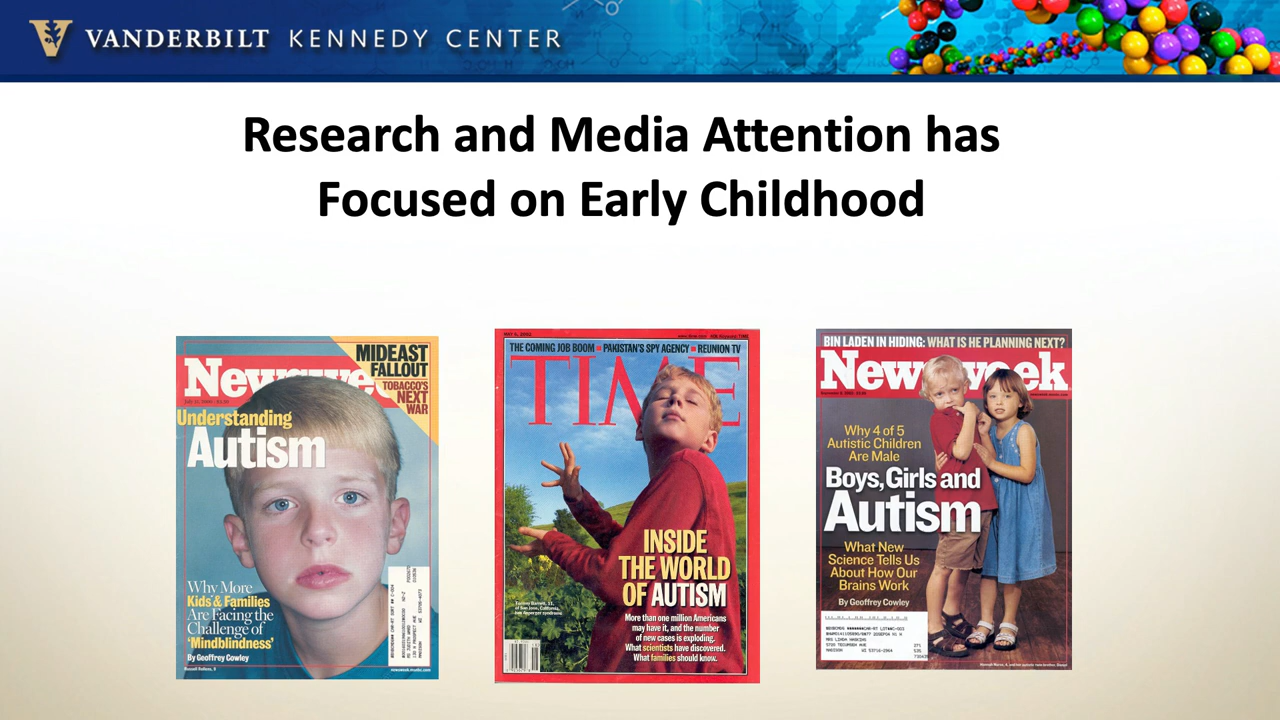 VANDERBILT KENNEDY CENTER
Research and Media Attention has
Focused on Early Childhood
MIDEAST
FALLOUT
TOBACCO'S
NEXT
WAR
Newswe
Understanding
Autism
Why More
Kids & Families
Are Facing the
Challenge of
'Mindblindness'
By Geoffrey Cowley
THE COMING JOB BOOM ■ PAKISTAN'S SPY AGENCY ■ REUNION TV
TIME
INSIDE
THE WORLD
OF AUTISM
More than one million Americans
may have it, and the number
of new cases is exploding.
What scientists have discovered.
What families should know.
BIN LADEN IN HIDING: WHAT IS HE PLANNING NEXT?
Newsweek
Why 4 of 5
Autistic Children
Are Male
Boys, Girls and
Autism
What New
Science Tells Us
About How Our
Brains Work
By Geoffrey Cowley